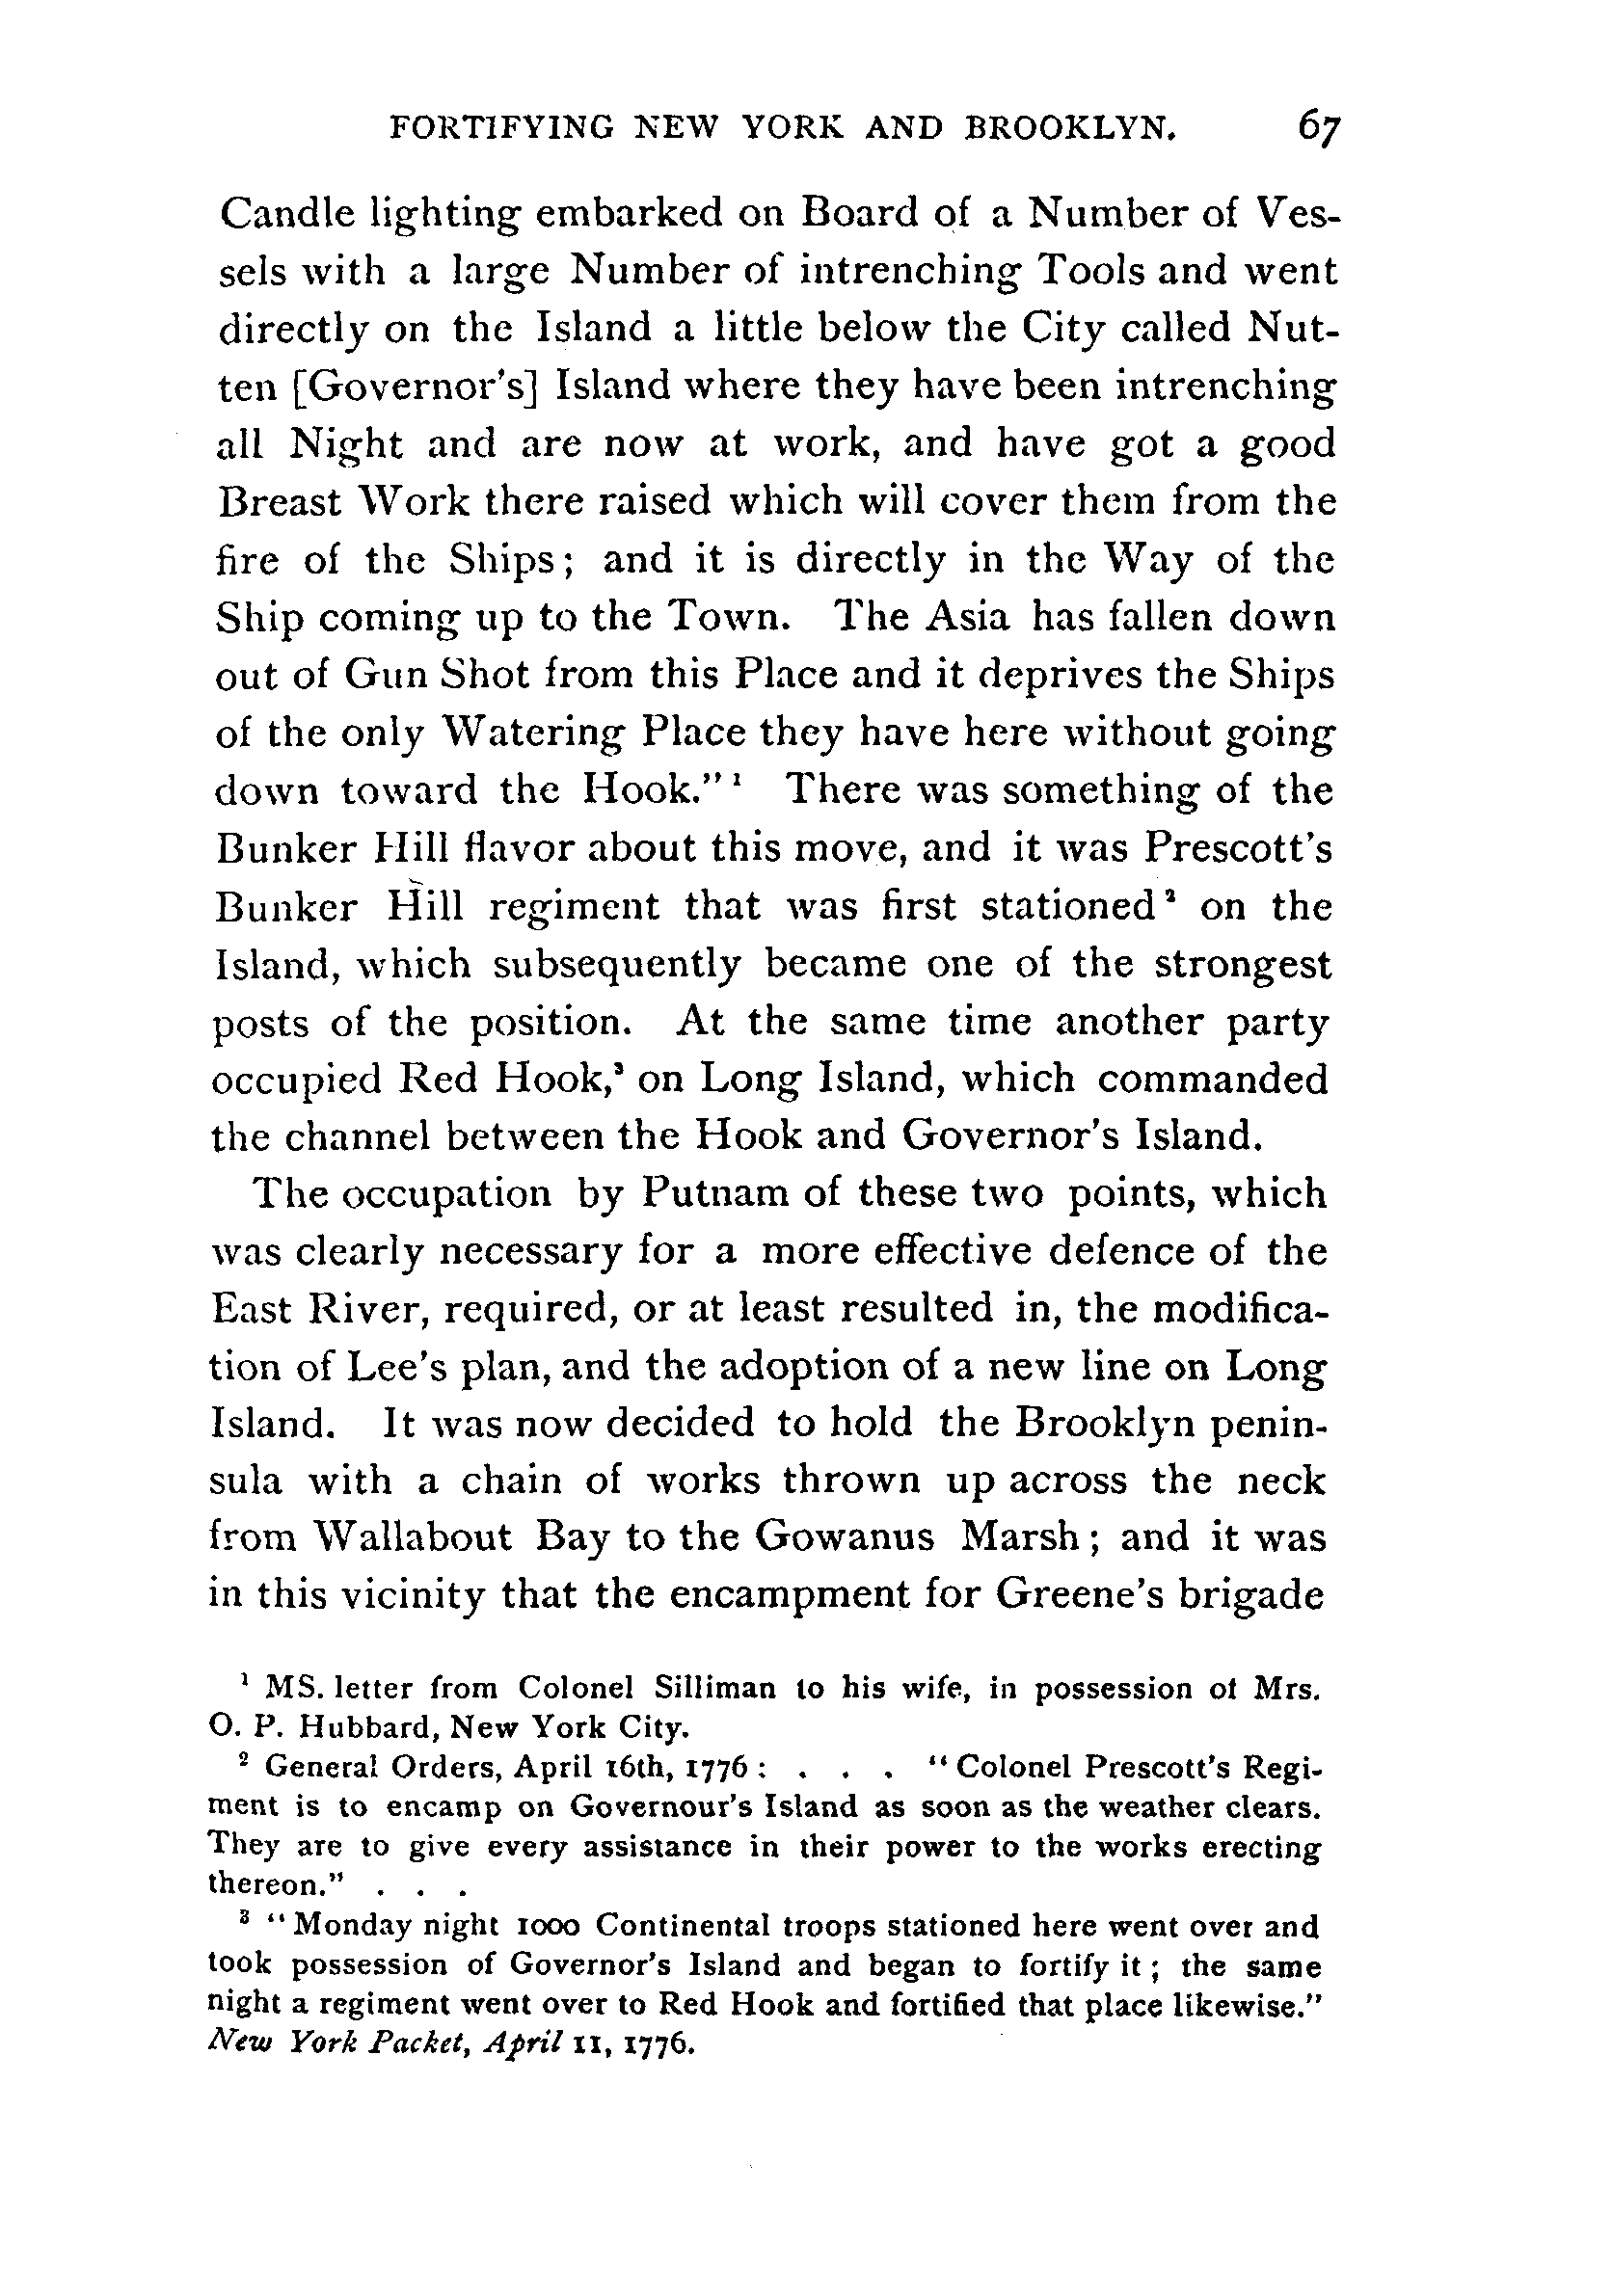 FORTIFYING NEW YORK AND BROOKLYN. 67
Candle lighting embarked on Board of a Number of Ves-
sels with a large Number of intrenching Tools and went
directly on the Island a little below the City called Nut-
ten [Governor's] Island where they have been intrenching
all Night and are now at work, and have got a good
Breast Work there raised which will cover them from the
fire of the Ships; and it is directly in the Way of the
Ship coming up to the Town. The Asia has fallen down
out of Gun Shot from this Place and it deprives the Ships
of the only Watering Place they have here without going
down toward the Hook." ¹ There was something of the
Bunker Hill flavor about this move, and it was Prescott's
Bunker Hill regiment that was first stationed ² on the
Island, which subsequently became one of the strongest
posts of the position. At the same time another party
occupied Red Hook,³ on Long Island, which commanded
the channel between the Hook and Governor's Island.
The occupation by Putnam of these two points, which
was clearly necessary for a more effective defence of the
East River, required, or at least resulted in, the modifica-
tion of Lee's plan, and the adoption of a new line on Long
Island. It was now decided to hold the Brooklyn penin-
sula with a chain of works thrown up across the neck
from Wallabout Bay to the Gowanus Marsh; and it was
in this vicinity that the encampment for Greene's brigade
¹ MS. letter from Colonel Silliman to his wife, in possession of Mrs.
O. P. Hubbard, New York City.
² General Orders, April 16th, 1776: . . . "Colonel Prescott's Regi-
ment is to encamp on Governour's Island as soon as the weather clears.
They are to give every assistance in their power to the works erecting
thereon." . . .
³ "Monday night 1000 Continental troops stationed here went over and
took possession of Governor's Island and began to fortify it; the same
night a regiment went over to Red Hook and fortified that place likewise."
New York Packet, April 11, 1776.